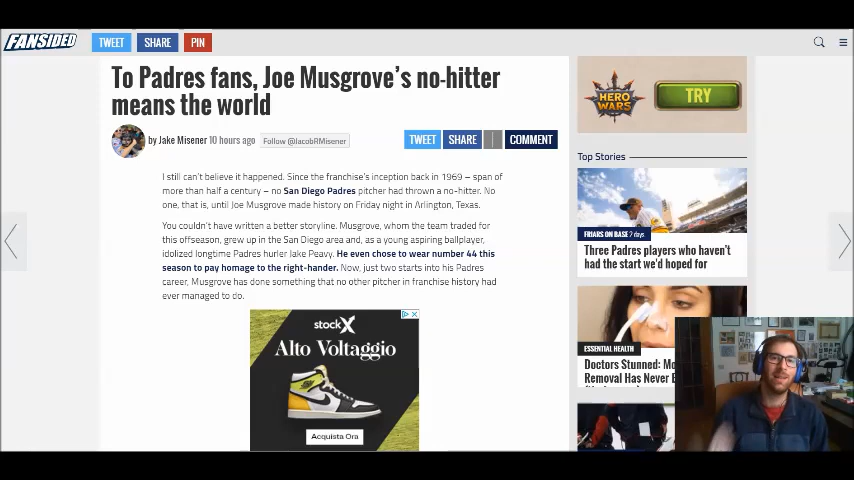 FANSIDED
TWEET
SHARE
PIN
To Padres fans, Joe Musgrove's no-hitter
means the world
by Jake Misener 10 hours ago
Follow @JacobRMisener
TWEET
SHARE
COMMENT
I still can't believe it happened. Since the franchise's inception back in 1969 – span of
more than half a century – no San Diego Padres pitcher had thrown a no-hitter. No
one, that is, until Joe Musgrove made history on Friday night in Arlington, Texas.
You couldn't have written a better storyline. Musgrove, whom the team traded for
this offseason, grew up in the San Diego area and, as a young aspiring ballplayer,
idolized longtime Padres hurler Jake Peavy. He even chose to wear number 44 this
season to pay homage to the right-hander. Now, just two starts into his Padres
career, Musgrove has done something that no other pitcher in franchise history had
ever managed to do.
stockX
Alto Voltaggio
Acquista Ora
HERO
WARS
TRY
Top Stories
FRIARS ON BASE 7 days
Three Padres players who haven't
had the start we'd hoped for
ESSENTIAL HEALTH
Doctors Stunned: Mo
Removal Has Never B